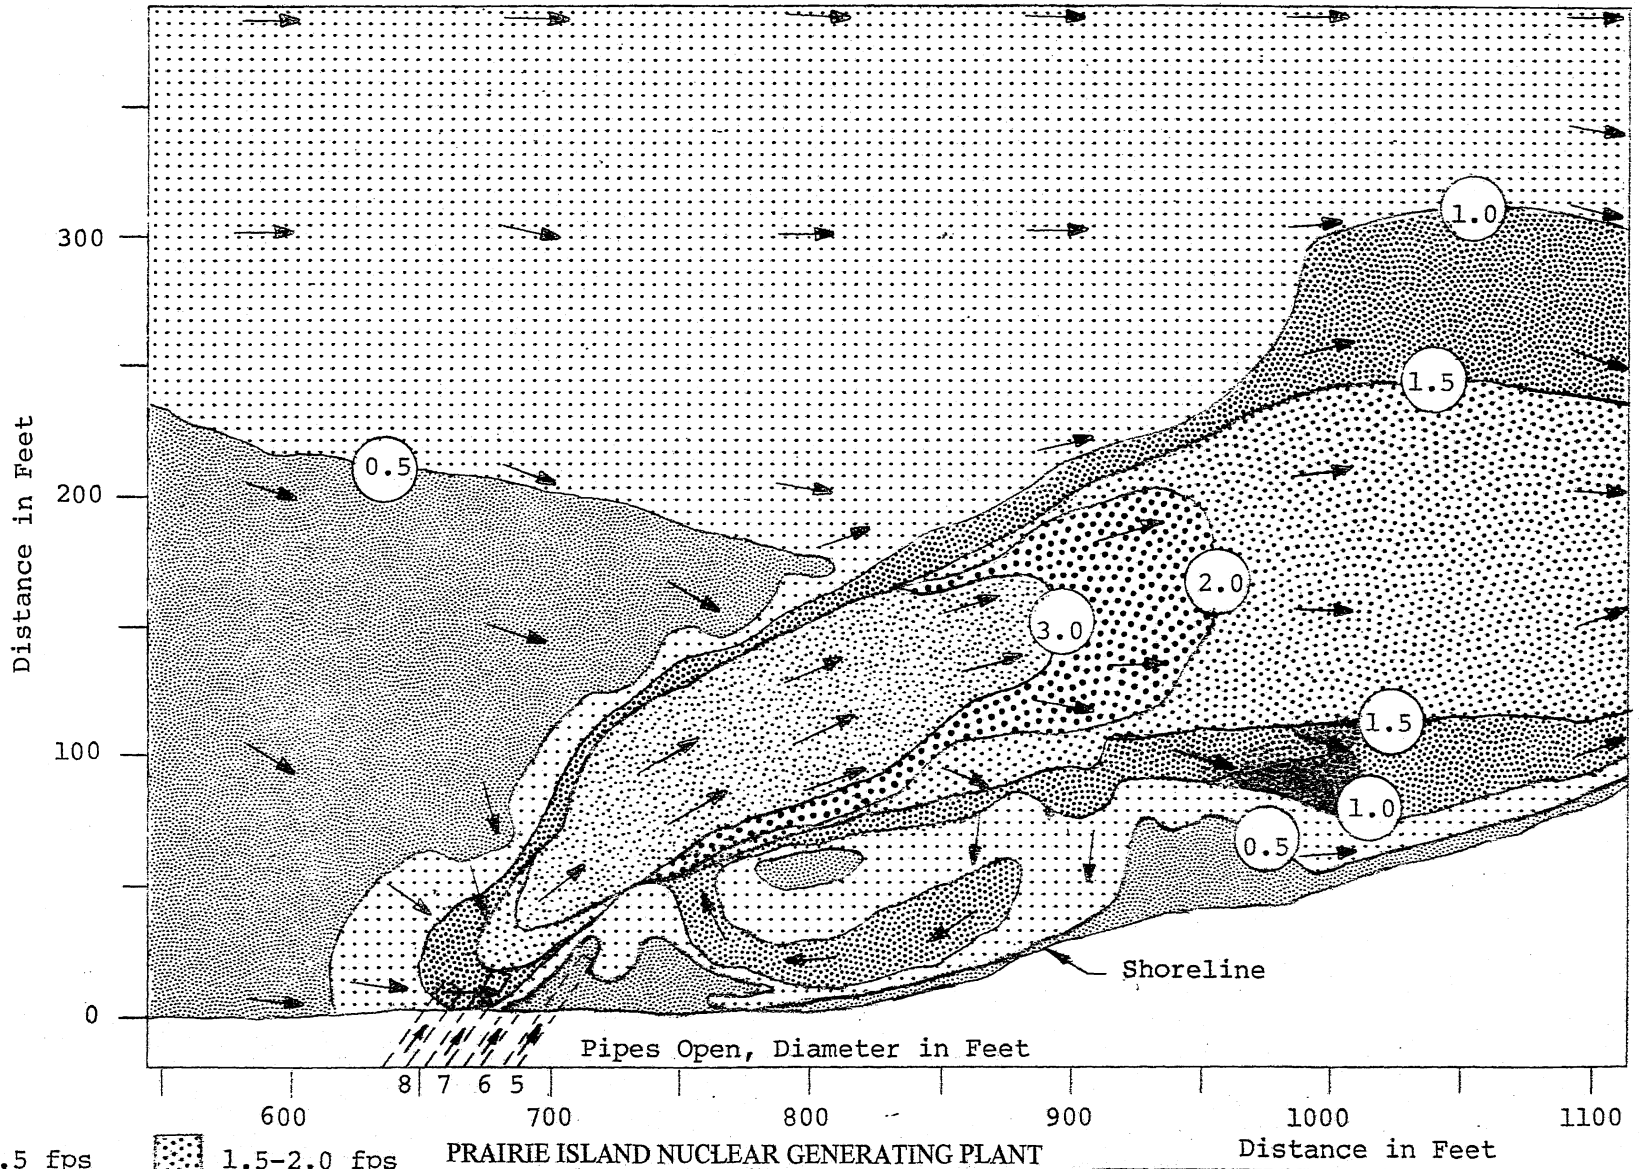 1.0
300
1.5
0.5
200
2.0
3.0
1.5
100
1.0
0.5
Shoreline
0
Pipes Open, Diameter in Feet
8 7 6 5
600 700 800 900 1000 1100
Distance in Feet
Distance in Feet
.5 fps
1.5-2.0 fps
PRAIRIE ISLAND NUCLEAR GENERATING PLANT